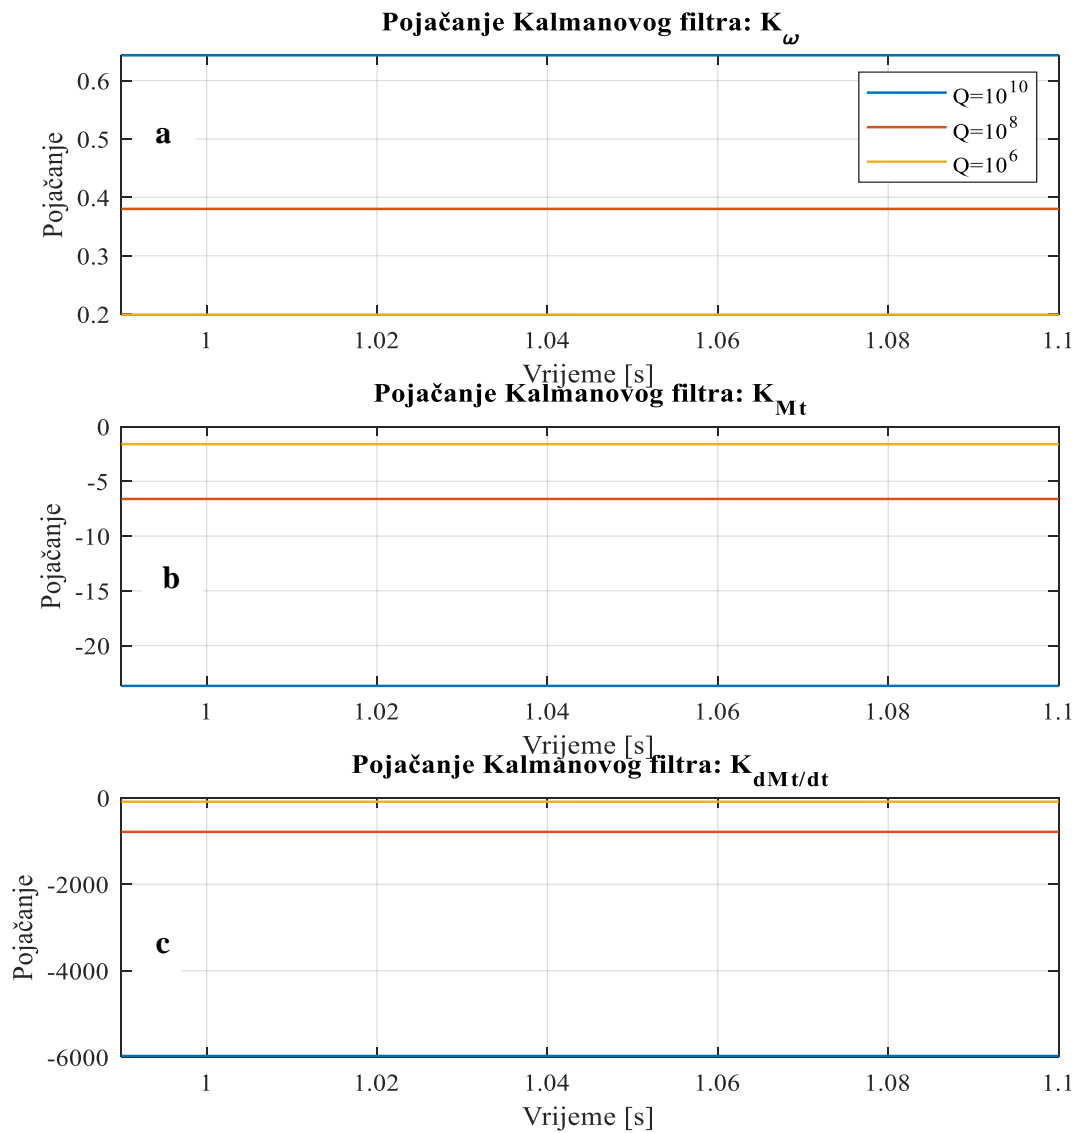 Pojačanje Kalmanovog filtra: K_ω
0.6
0.5
0.4
0.3
0.2
Pojačanje
a
Q=10^10
Q=10^8
Q=10^6
1 1.02 1.04 1.06 1.08 1.1
Vrijeme [s]
Pojačanje Kalmanovog filtra: K_Mt
0
-5
-10
-15
-20
Pojačanje
b
1 1.02 1.04 1.06 1.08 1.1
Vrijeme [s]
Pojačanje Kalmanovog filtra: K_dMt/dt
0
-2000
-4000
-6000
Pojačanje
c
1 1.02 1.04 1.06 1.08 1.1
Vrijeme [s]